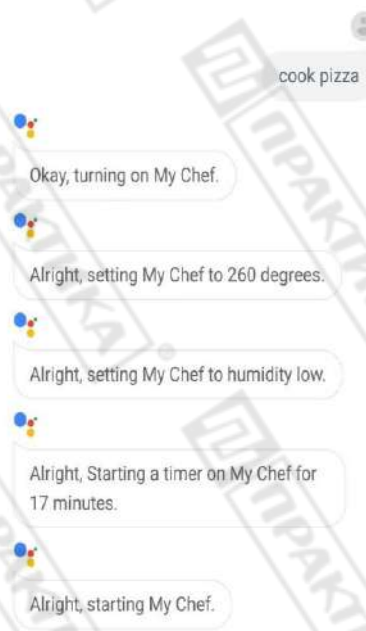 cook pizza
Okay, turning on My Chef.
Alright, setting My Chef to 260 degrees.
Alright, setting My Chef to humidity low.
Alright, Starting a timer on My Chef for
17 minutes.
Alright, starting My Chef.
ПРАКТИКА ®